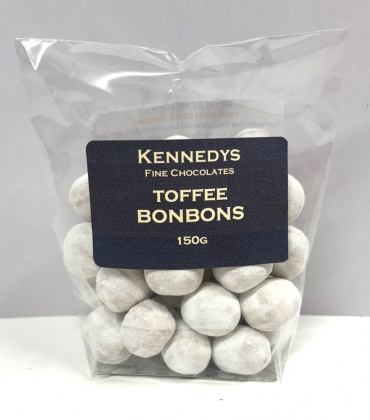 KENNEDYS
FINE CHOCOLATES
TOFFEE
BONBONS
150G